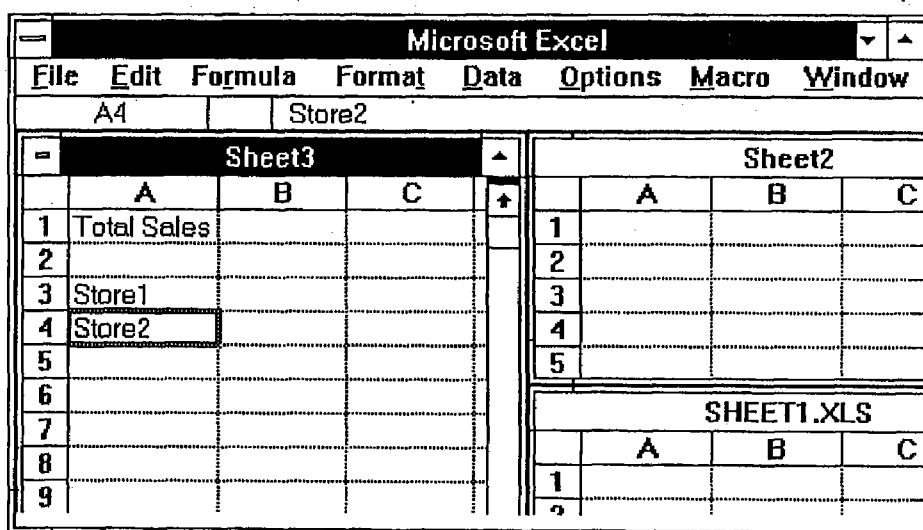 Microsoft Excel
File Edit Formula Format Data Options Macro Window
A4 Store2
Sheet3
A B C
1 Total Sales
2
3 Store1
4 Store2
5
6
7
8
9
Sheet2
A B C
1
2
3
4
5
SHEET1.XLS
A B C
1
2